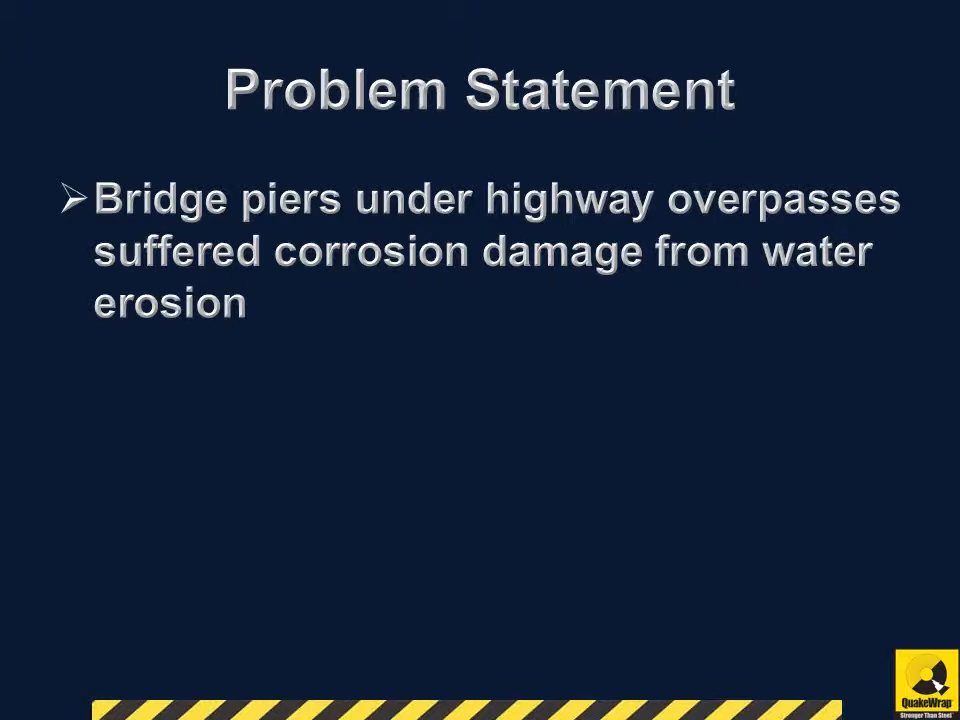 Problem Statement
Bridge piers under highway overpasses
suffered corrosion damage from water
erosion
QuakeWrap
Stronger Than Steel